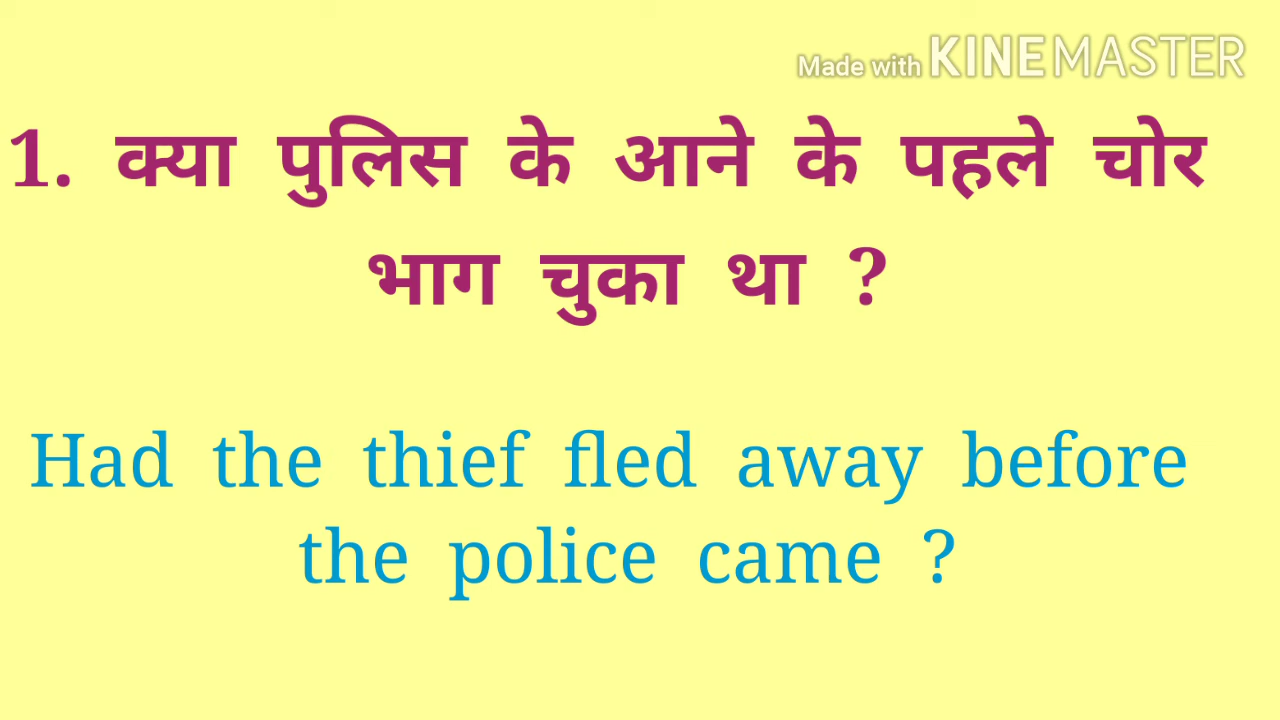 Made with KINEMASTER
1. क्या पुलिस के आने के पहले चोर
भाग चुका था ?
Had the thief fled away before
the police came ?